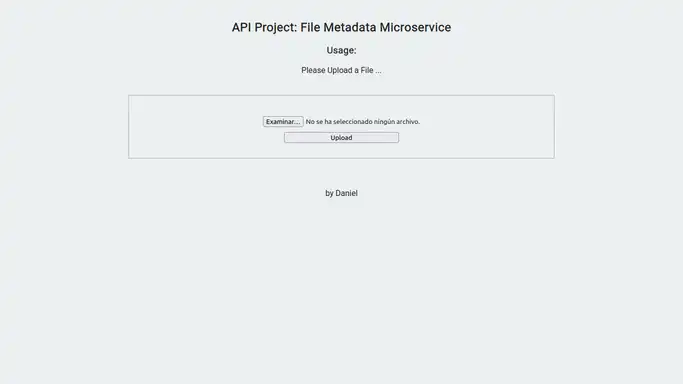 API Project: File Metadata Microservice
Usage:
Please Upload a File ...
Examinar... No se ha seleccionado ningún archivo.
Upload
by Daniel